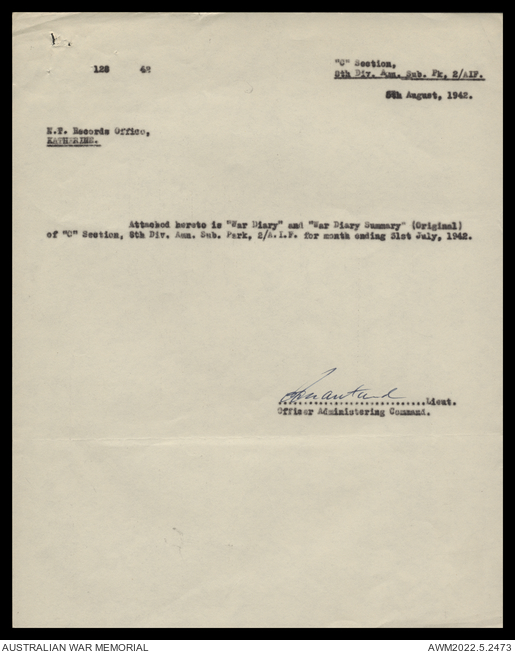 128 42
"C" Section,
8th Div. Amn. Sub. Pk, 2/AIF.
5th August, 1942.
N.T. Records Office,
KATHERINE.
Attached hereto is "War Diary" and "War Diary Summary" (Original)
of "C" Section, 8th Div. Amn. Sub. Park, 2/A.I.F. for month ending 31st July, 1942.
Lieut.
Officer Administering Command.
AUSTRALIAN WAR MEMORIAL
AWM2022.5.2473